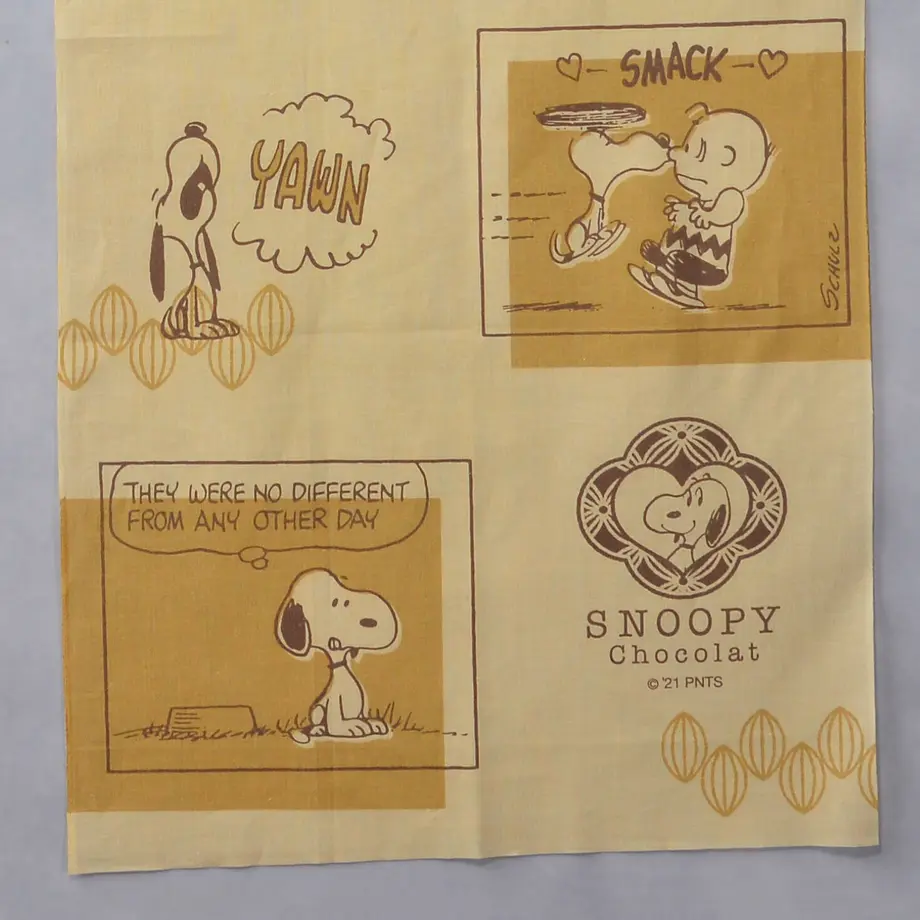 YAWN
SMACK
SCHULZ
THEY WERE NO DIFFERENT
FROM ANY OTHER DAY
SNOOPY
Chocolat
© '21 PNTS